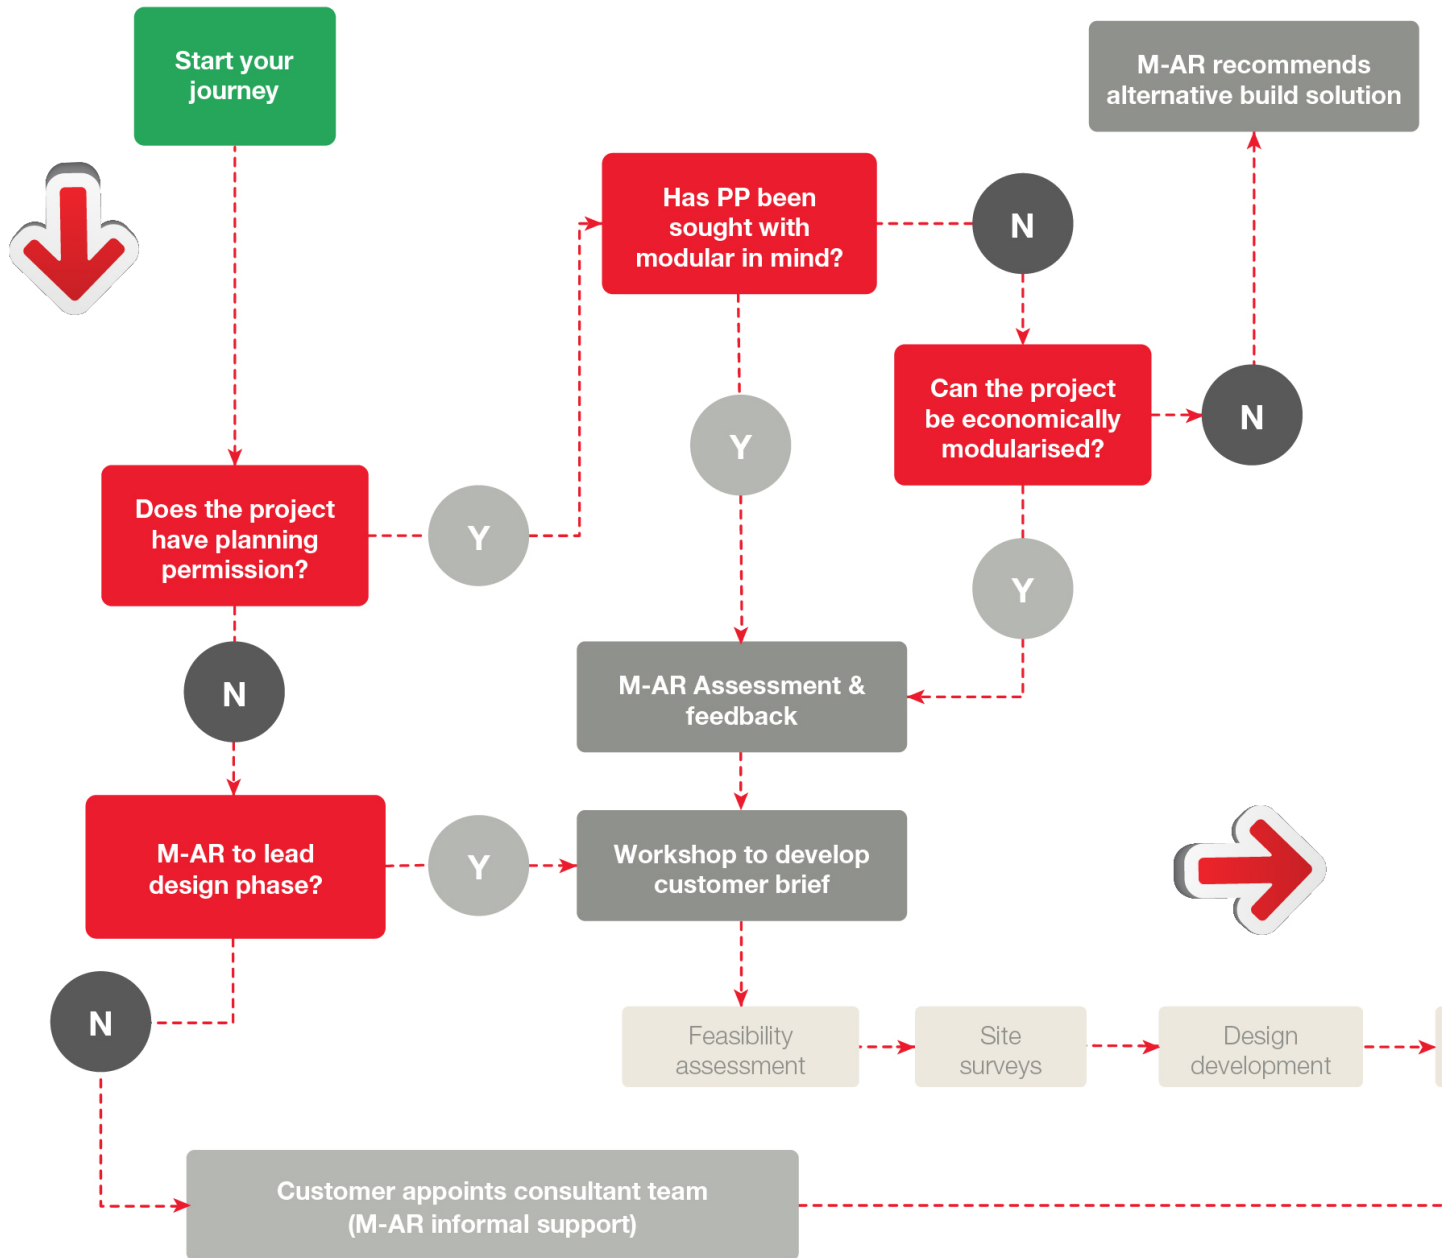 Start your
journey
M-AR recommends
alternative build solution
Has PP been
sought with
modular in mind?
N
Can the project
be economically
modularised?
N
Y
Does the project
have planning
permission?
Y
Y
N
M-AR Assessment &
feedback
M-AR to lead
design phase?
Y
Workshop to develop
customer brief
N
Feasibility
assessment
Site
surveys
Design
development
Customer appoints consultant team
(M-AR informal support)